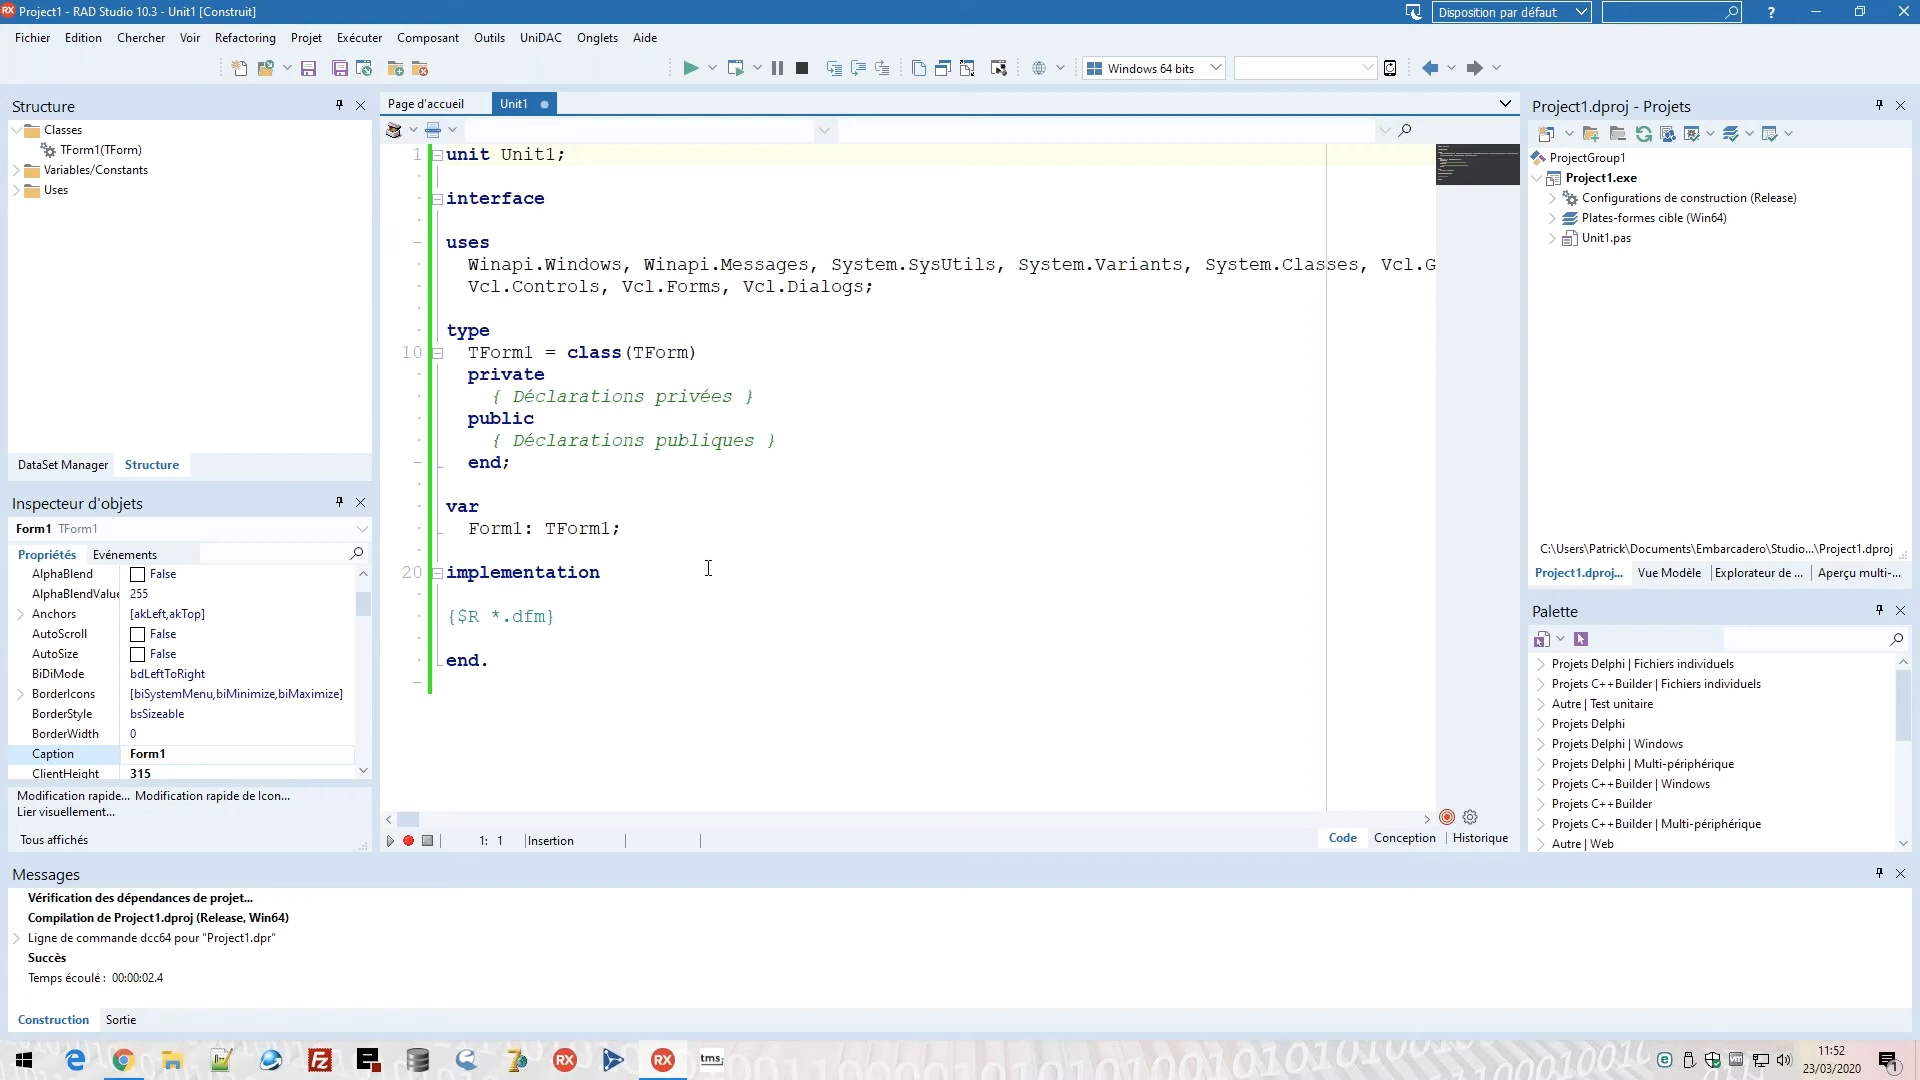 Project1 - RAD Studio 10.3 - Unit1 [Construit]
Disposition par défaut
?
Fichier Edition Chercher Voir Refactoring Projet Exécuter Composant Outils UniDAC Onglets Aide
Windows 64 bits
Structure
Classes
TForm1(TForm)
Variables/Constants
Uses
DataSet Manager Structure
Inspecteur d'objets
Form1 TForm1
Propriétés Evénements
AlphaBlend False
AlphaBlendValue 255
Anchors [akLeft,akTop]
AutoScroll False
AutoSize False
BiDiMode bdLeftToRight
BorderIcons [biSystemMenu,biMinimize,biMaximize]
BorderStyle bsSizeable
BorderWidth 0
Caption Form1
ClientHeight 315
Modification rapide... Modification rapide de Icon...
Lier visuellement...
Tous affichés
Page d'accueil Unit1
1 unit Unit1;
interface
uses
Winapi.Windows, Winapi.Messages, System.SysUtils, System.Variants, System.Classes, Vcl.G
Vcl.Controls, Vcl.Forms, Vcl.Dialogs;
type
10 TForm1 = class(TForm)
private
{ Déclarations privées }
public
{ Déclarations publiques }
end;
var
Form1: TForm1;
20 implementation
{$R *.dfm}
end.
1: 1 Insertion
Code Conception Historique
Project1.dproj - Projets
ProjectGroup1
Project1.exe
Configurations de construction (Release)
Plates-formes cible (Win64)
Unit1.pas
C:\Users\Patrick\Documents\Embarcadero\Studio...\Project1.dproj
Project1.dproj... Vue Modèle Explorateur de ... Aperçu multi-...
Palette
Projets Delphi | Fichiers individuels
Projets C++Builder | Fichiers individuels
Autre | Test unitaire
Projets Delphi
Projets Delphi | Windows
Projets Delphi | Multi-périphérique
Projets C++Builder | Windows
Projets C++Builder
Projets C++Builder | Multi-périphérique
Autre | Web
Messages
Vérification des dépendances de projet...
Compilation de Project1.dproj (Release, Win64)
Ligne de commande dcc64 pour "Project1.dpr"
Succès
Temps écoulé : 00:00:02.4
Construction Sortie
RX
RX
tms
11:52
23/03/2020
1